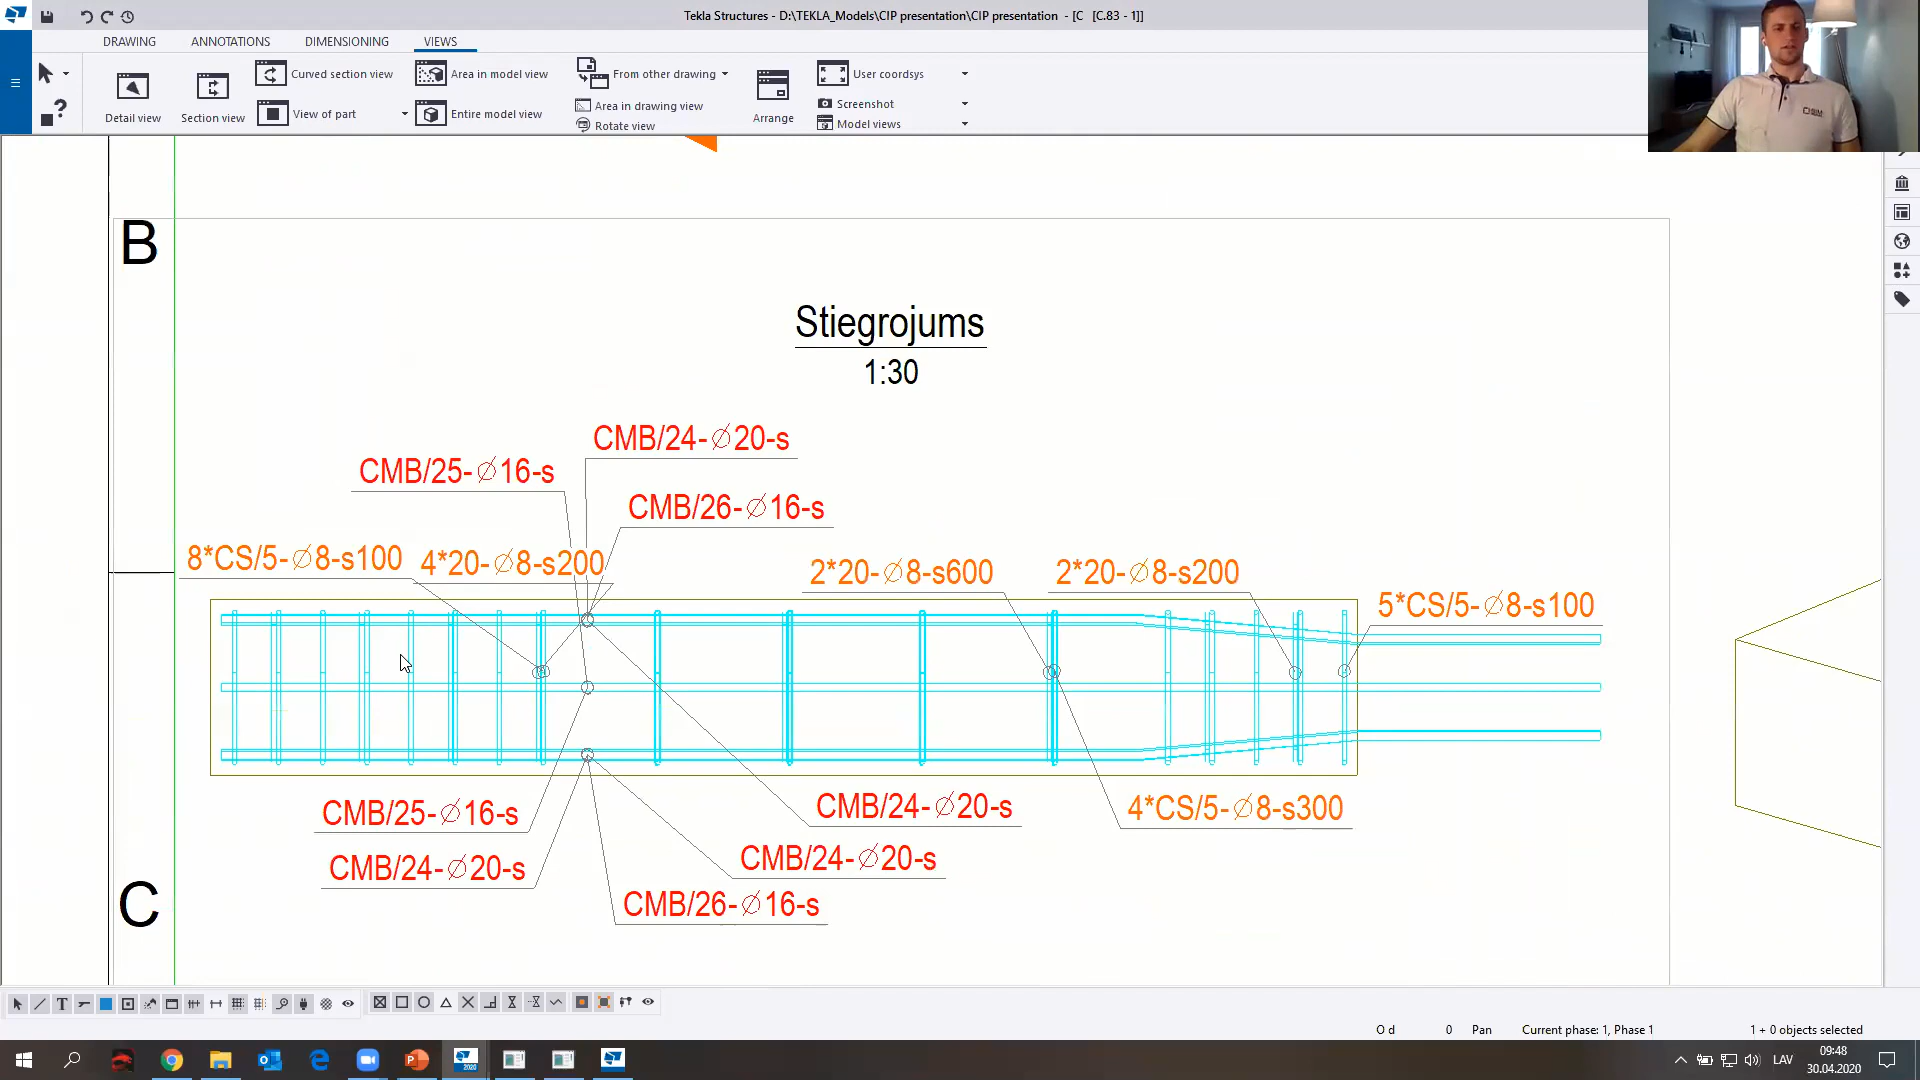 Tekla Structures - D:\TEKLA_Models\CIP presentation\CIP presentation - [C [C.83 - 1]]
DRAWING ANNOTATIONS DIMENSIONING VIEWS
Detail view
Section view
Curved section view
View of part
Area in model view
Entire model view
From other drawing
Area in drawing view
Rotate view
Arrange
User coordsys
Screenshot
Model views
B
Stiegrojums
1:30
CMB/24-∅20-s
CMB/25-∅16-s
CMB/26-∅16-s
8*CS/5-∅8-s100
4*20-∅8-s200
2*20-∅8-s600
2*20-∅8-s200
5*CS/5-∅8-s100
CMB/25-∅16-s
CMB/24-∅20-s
4*CS/5-∅8-s300
CMB/24-∅20-s
CMB/24-∅20-s
CMB/26-∅16-s
C
O d 0 Pan Current phase: 1, Phase 1 1 + 0 objects selected
2020
LAV
09:48
30.04.2020